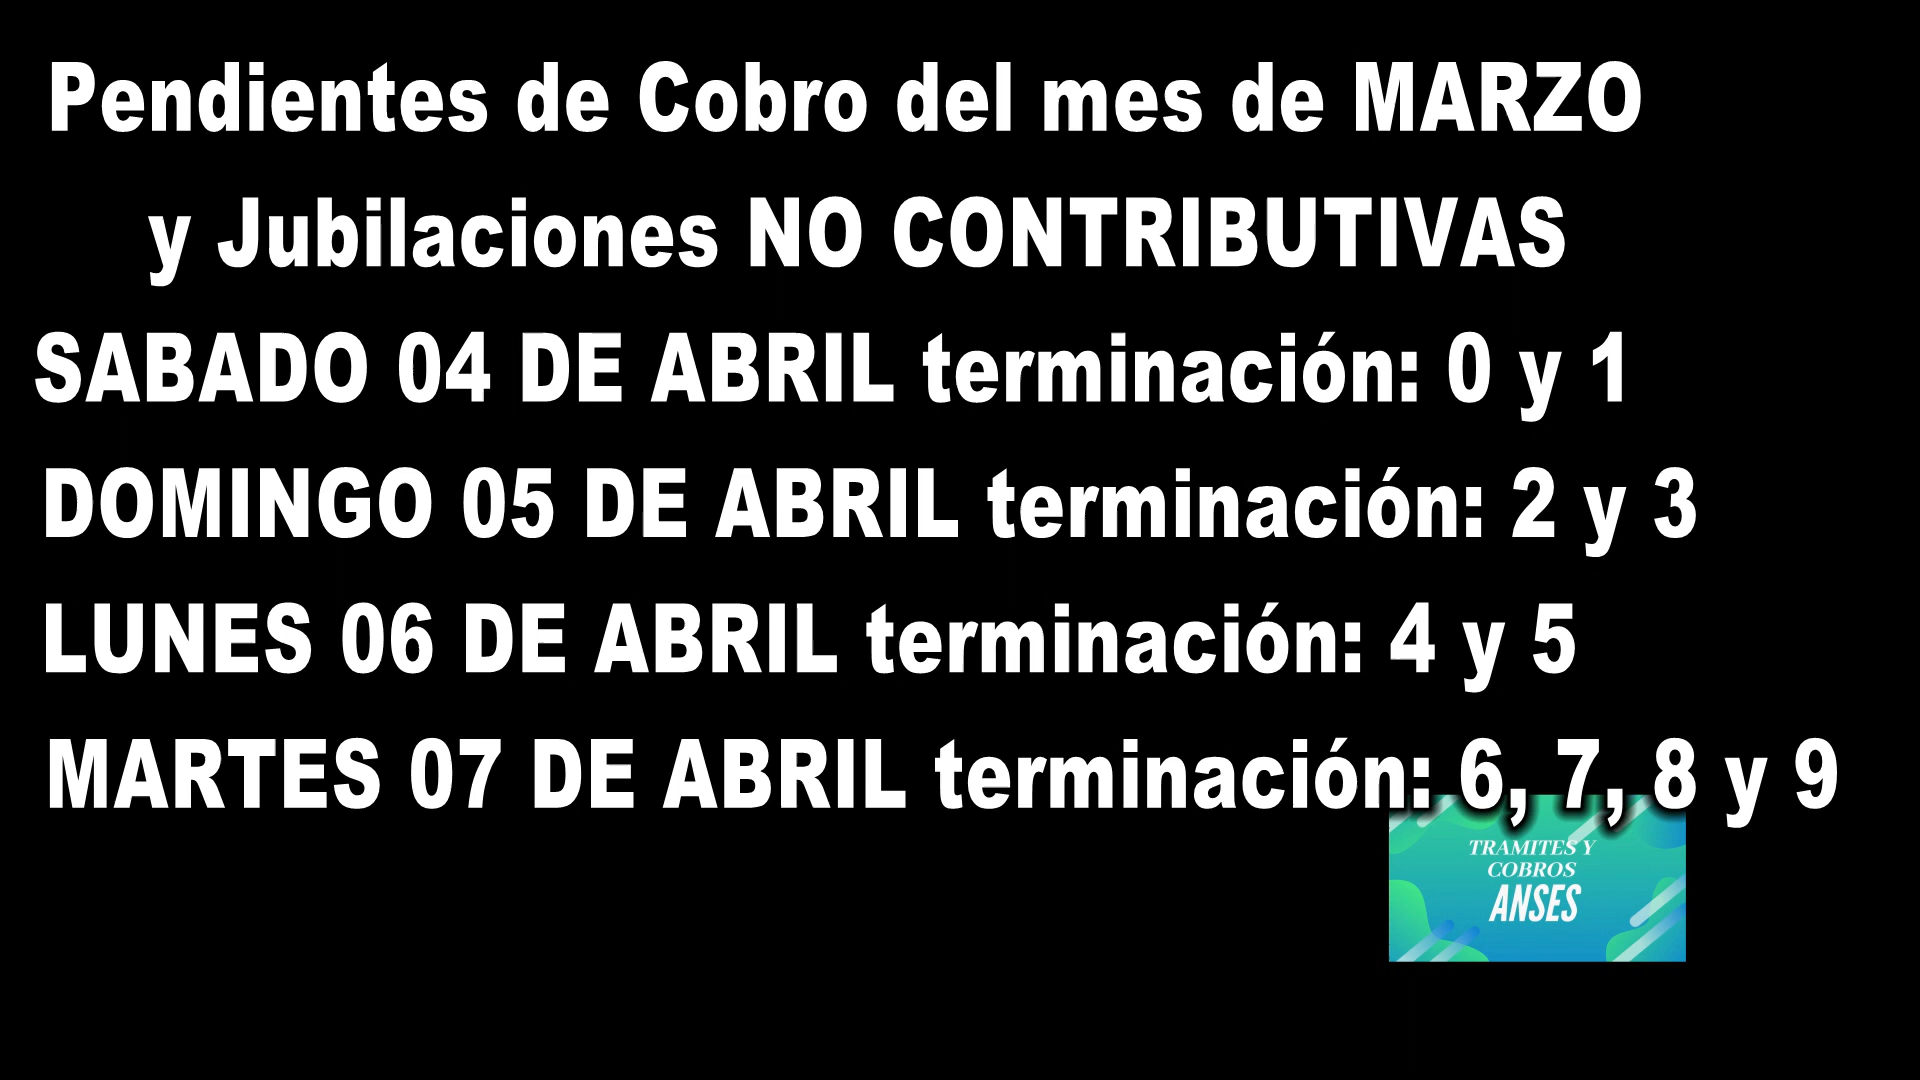 Pendientes de Cobro del mes de MARZO
y Jubilaciones NO CONTRIBUTIVAS
SABADO 04 DE ABRIL terminación: 0 y 1
DOMINGO 05 DE ABRIL terminación: 2 y 3
LUNES 06 DE ABRIL terminación: 4 y 5
MARTES 07 DE ABRIL terminación: 6, 7, 8 y 9
TRAMITES Y
COBROS
ANSES